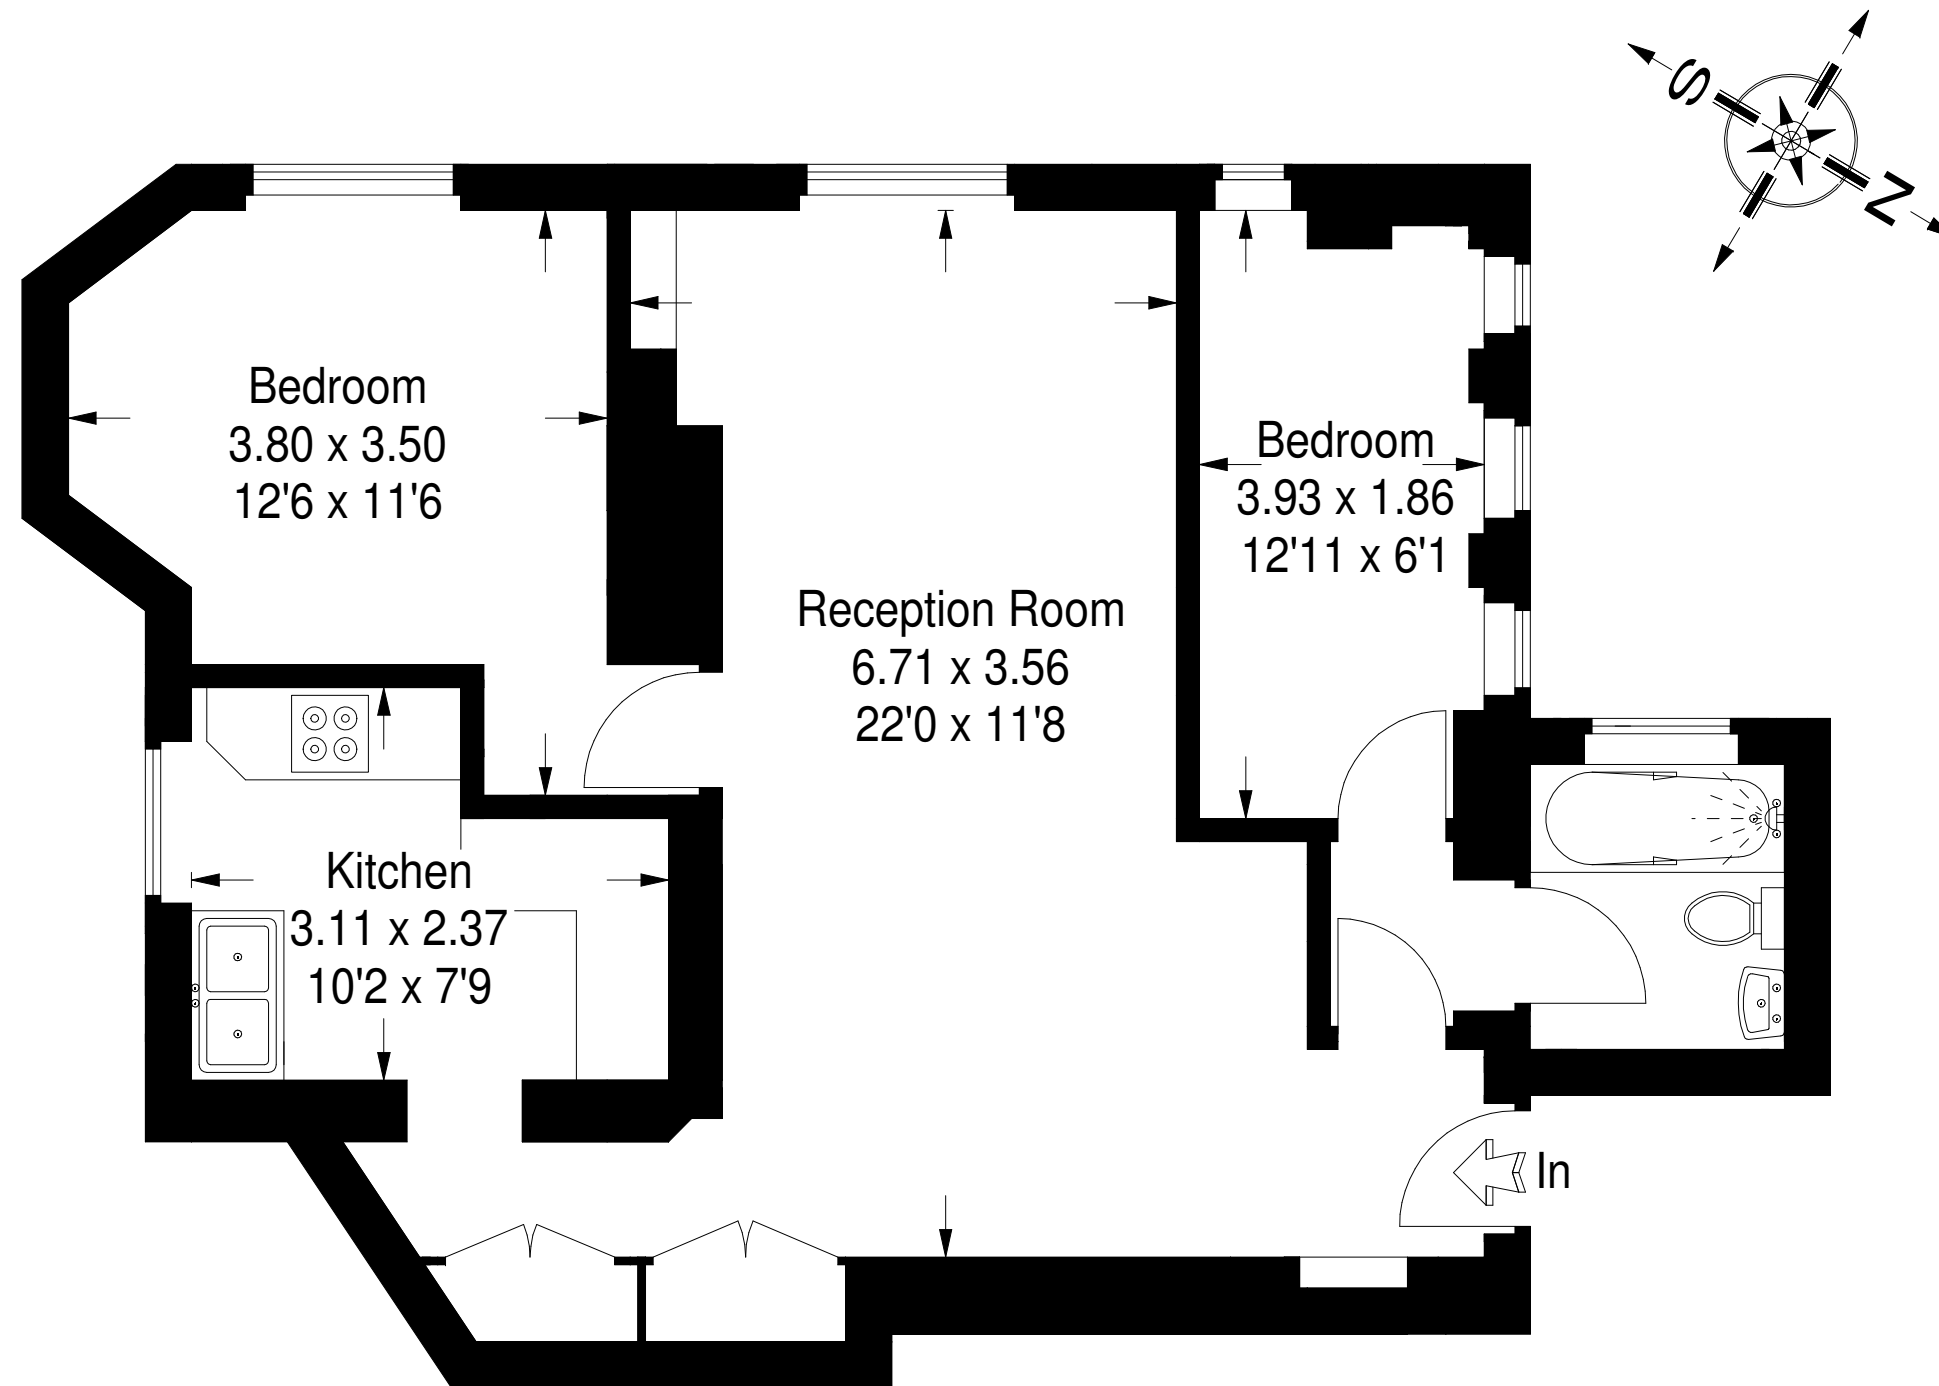 S
N
Bedroom
3.80 x 3.50
12'6 x 11'6
Bedroom
3.93 x 1.86
12'11 x 6'1
Reception Room
6.71 x 3.56
22'0 x 11'8
Kitchen
3.11 x 2.37
10'2 x 7'9
In